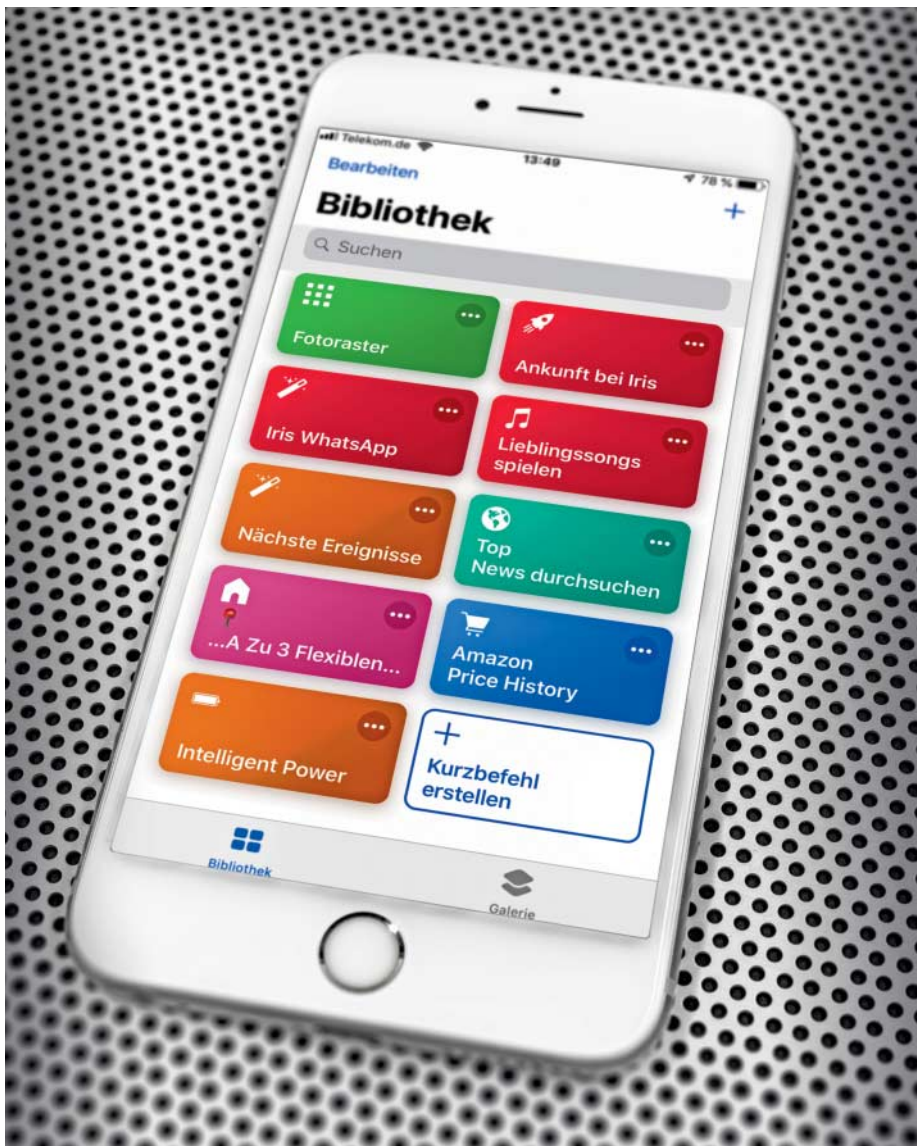 Telekom.de
13:49
78 %
Bearbeiten
+
Bibliothek
Suchen
Fotoraster
Ankunft bei Iris
Iris WhatsApp
Lieblingssongs
spielen
Nächste Ereignisse
Top
News durchsuchen
...A Zu 3 Flexiblen...
Amazon
Price History
Intelligent Power
+
Kurzbefehl
erstellen
Bibliothek
Galerie